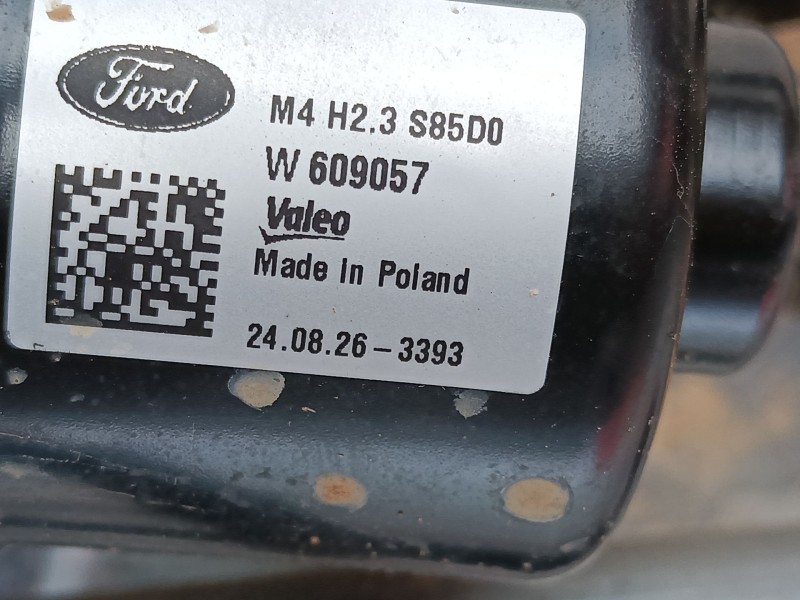 Ford
M4 H2.3 S85D0
W 609057
Valeo
Made in Poland
24.08.26-3393